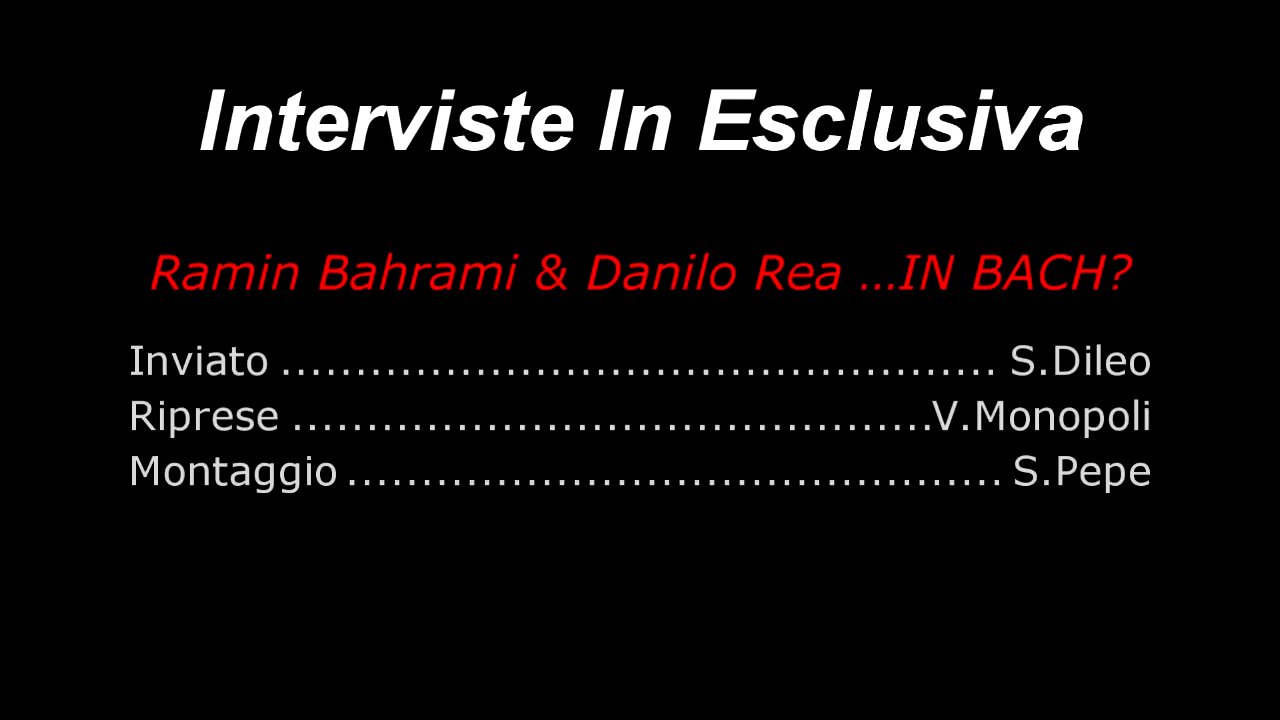 Interviste In Esclusiva
Ramin Bahrami & Danilo Rea ...IN BACH?
Inviato ................................................ S.Dileo
Riprese ...........................................V.Monopoli
Montaggio ............................................ S.Pepe